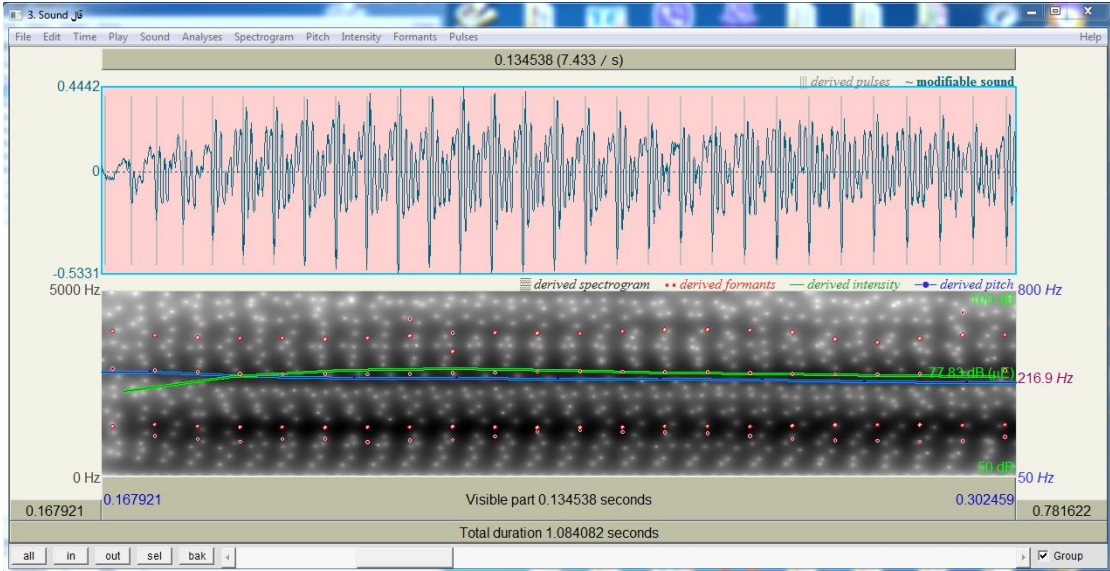 3. Sound قال
File Edit Time Play Sound Analyses Spectrogram Pitch Intensity Formants Pulses Help
0.134538 (7.433 / s)
0.4442
||| derived pulses ~ modifiable sound
0
-0.5331
5000 Hz
derived spectrogram •• derived formants — derived intensity –●– derived pitch
800 Hz
100 dB
77.83 dB (µE)
216.9 Hz
50 dB
0 Hz
50 Hz
0.167921
0.167921
Visible part 0.134538 seconds
0.302459
0.781622
Total duration 1.084082 seconds
all in out sel bak
Group